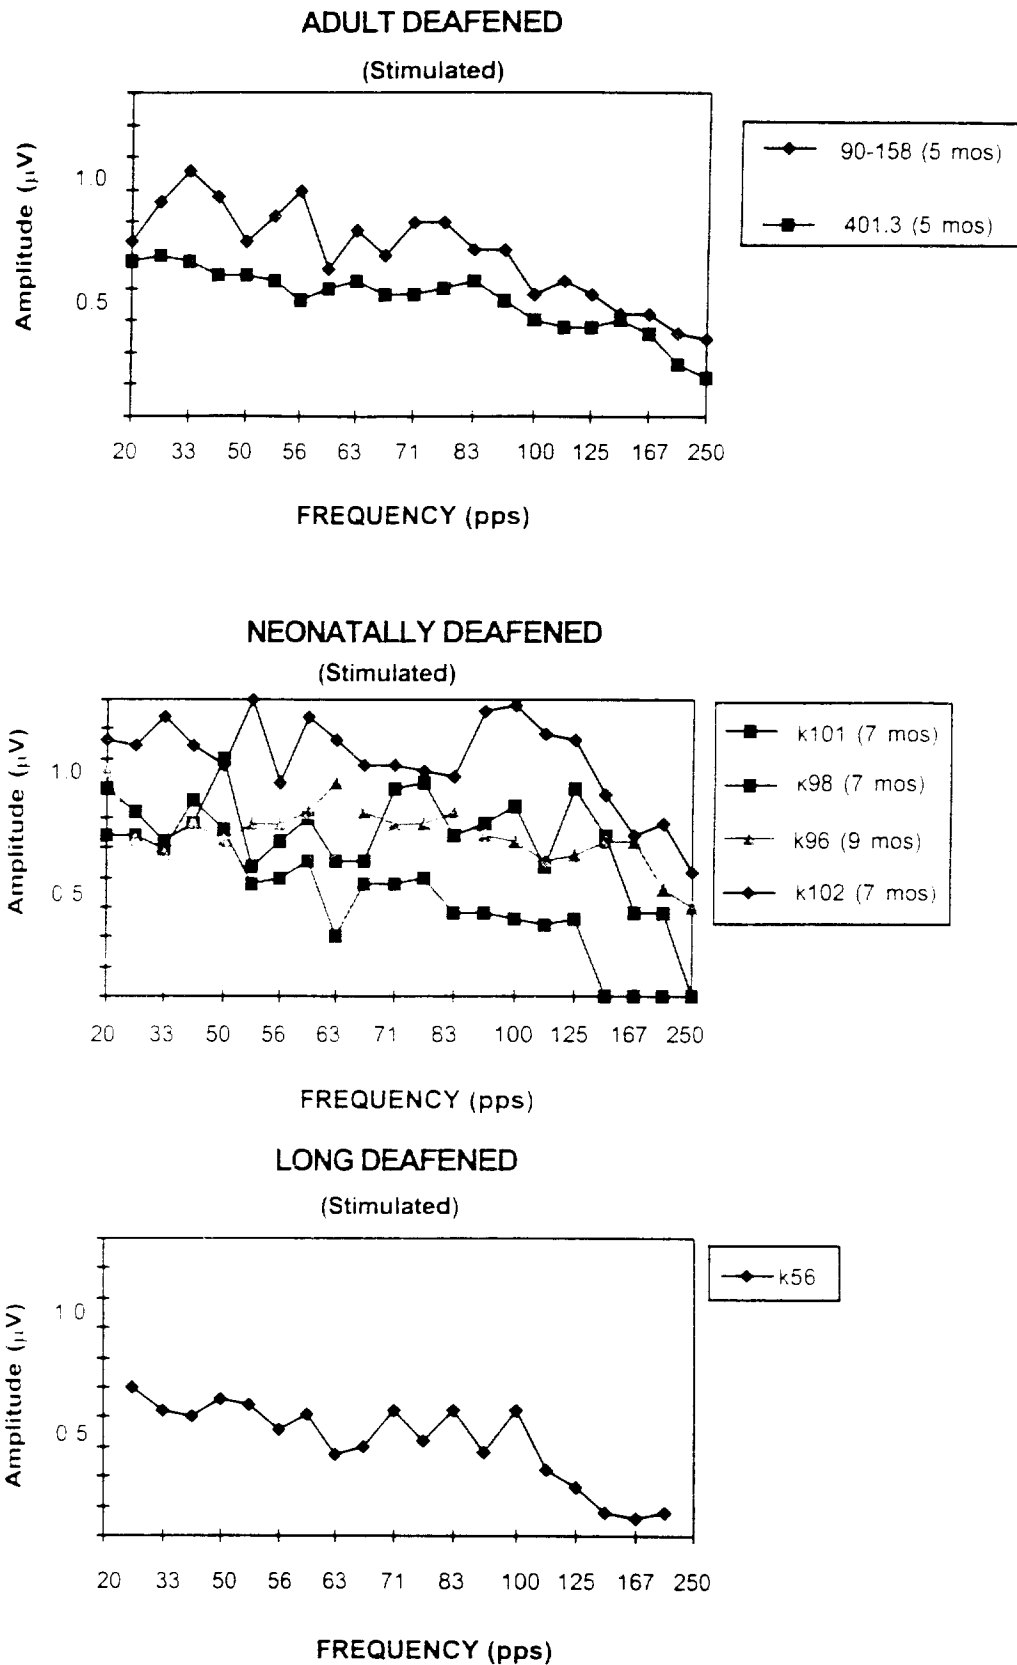 ADULT DEAFENED
(Stimulated)
Amplitude (μV)
1.0
0.5
20 33 50 56 63 71 83 100 125 167 250
FREQUENCY (pps)
90-158 (5 mos)
401.3 (5 mos)
NEONATALLY DEAFENED
(Stimulated)
Amplitude (μV)
1.0
0 5
20 33 50 56 63 71 83 100 125 167 250
FREQUENCY (pps)
k101 (7 mos)
k98 (7 mos)
k96 (9 mos)
k102 (7 mos)
LONG DEAFENED
(Stimulated)
Amplitude (μV)
1 0
0 5
20 33 50 56 63 71 83 100 125 167 250
FREQUENCY (pps)
k56